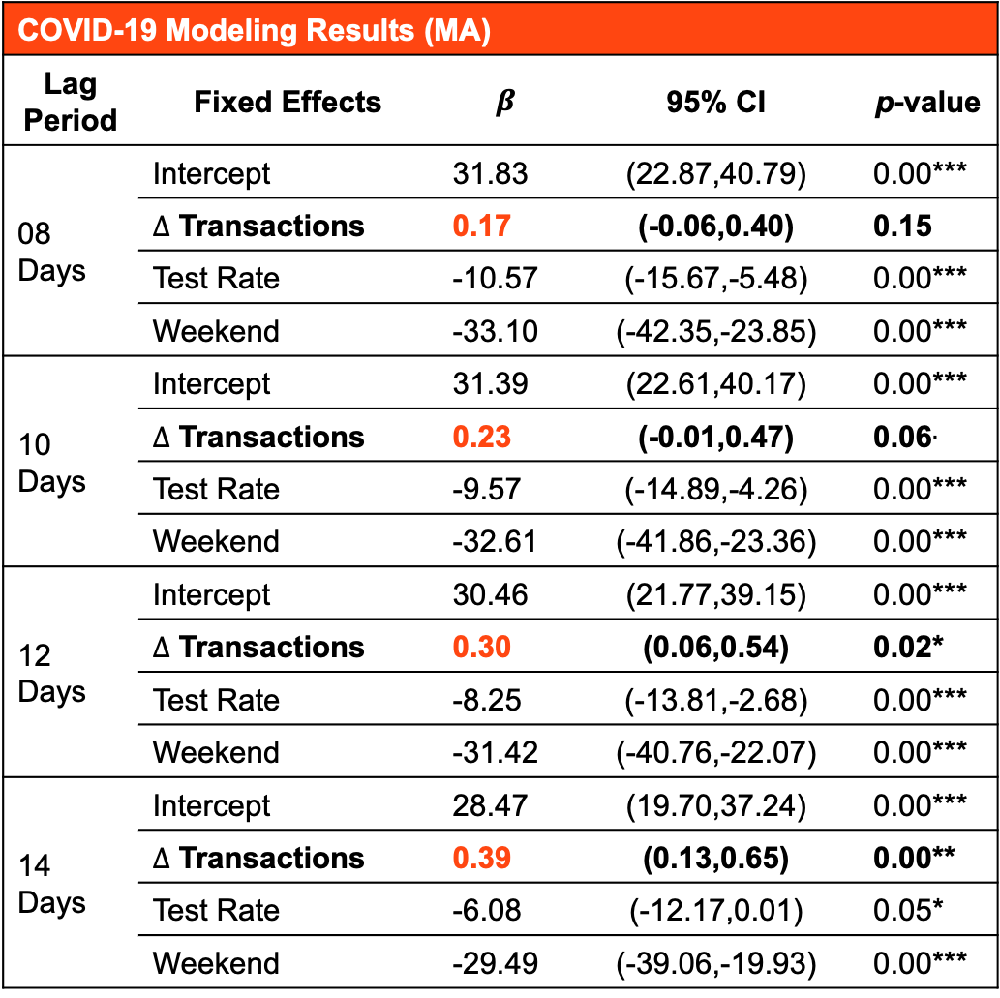 COVID-19 Modeling Results (MA)
Lag Period Fixed Effects β 95% CI p-value
08 Days
Intercept 31.83 (22.87,40.79) 0.00***
Δ Transactions 0.17 (-0.06,0.40) 0.15
Test Rate -10.57 (-15.67,-5.48) 0.00***
Weekend -33.10 (-42.35,-23.85) 0.00***
10 Days
Intercept 31.39 (22.61,40.17) 0.00***
Δ Transactions 0.23 (-0.01,0.47) 0.06.
Test Rate -9.57 (-14.89,-4.26) 0.00***
Weekend -32.61 (-41.86,-23.36) 0.00***
12 Days
Intercept 30.46 (21.77,39.15) 0.00***
Δ Transactions 0.30 (0.06,0.54) 0.02*
Test Rate -8.25 (-13.81,-2.68) 0.00***
Weekend -31.42 (-40.76,-22.07) 0.00***
14 Days
Intercept 28.47 (19.70,37.24) 0.00***
Δ Transactions 0.39 (0.13,0.65) 0.00**
Test Rate -6.08 (-12.17,0.01) 0.05*
Weekend -29.49 (-39.06,-19.93) 0.00***